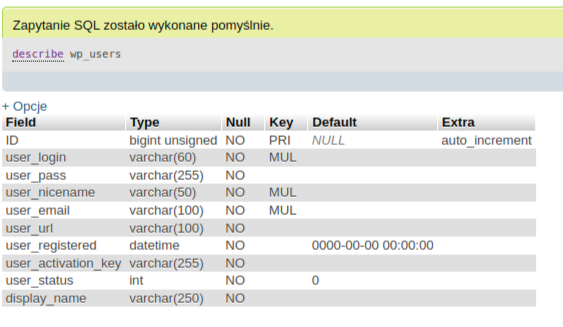 Zapytanie SQL zostało wykonane pomyślnie.
describe wp_users
+ Opcje
Field Type Null Key Default Extra
ID bigint unsigned NO PRI NULL auto_increment
user_login varchar(60) NO MUL
user_pass varchar(255) NO
user_nicename varchar(50) NO MUL
user_email varchar(100) NO MUL
user_url varchar(100) NO
user_registered datetime NO 0000-00-00 00:00:00
user_activation_key varchar(255) NO
user_status int NO 0
display_name varchar(250) NO